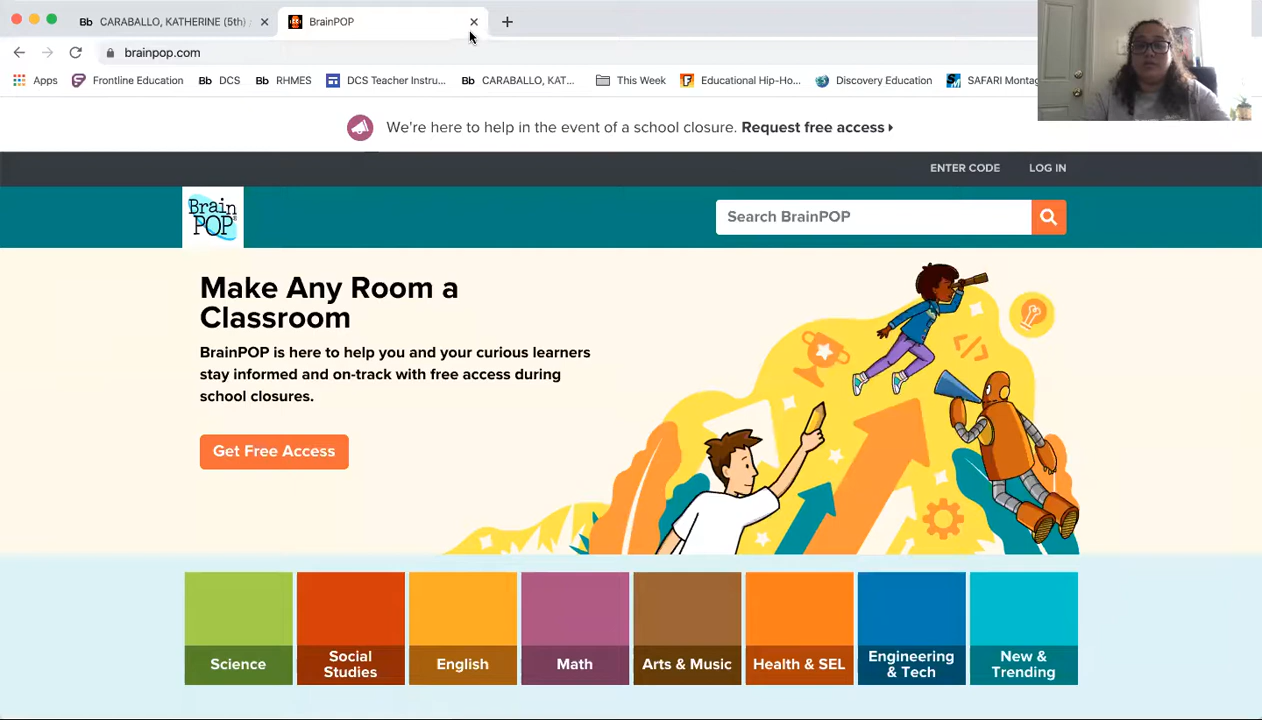 Bb CARABALLO, KATHERINE (5th)
BrainPOP
brainpop.com
Apps
Frontline Education
Bb DCS
Bb RHMES
DCS Teacher Instru...
Bb CARABALLO, KAT...
This Week
Educational Hip-Ho...
Discovery Education
SAFARI Montag
We're here to help in the event of a school closure. Request free access
ENTER CODE
LOG IN
Brain
POP
Search BrainPOP
Make Any Room a
Classroom
BrainPOP is here to help you and your curious learners
stay informed and on-track with free access during
school closures.
Get Free Access
Science
Social
Studies
English
Math
Arts & Music
Health & SEL
Engineering
& Tech
New &
Trending